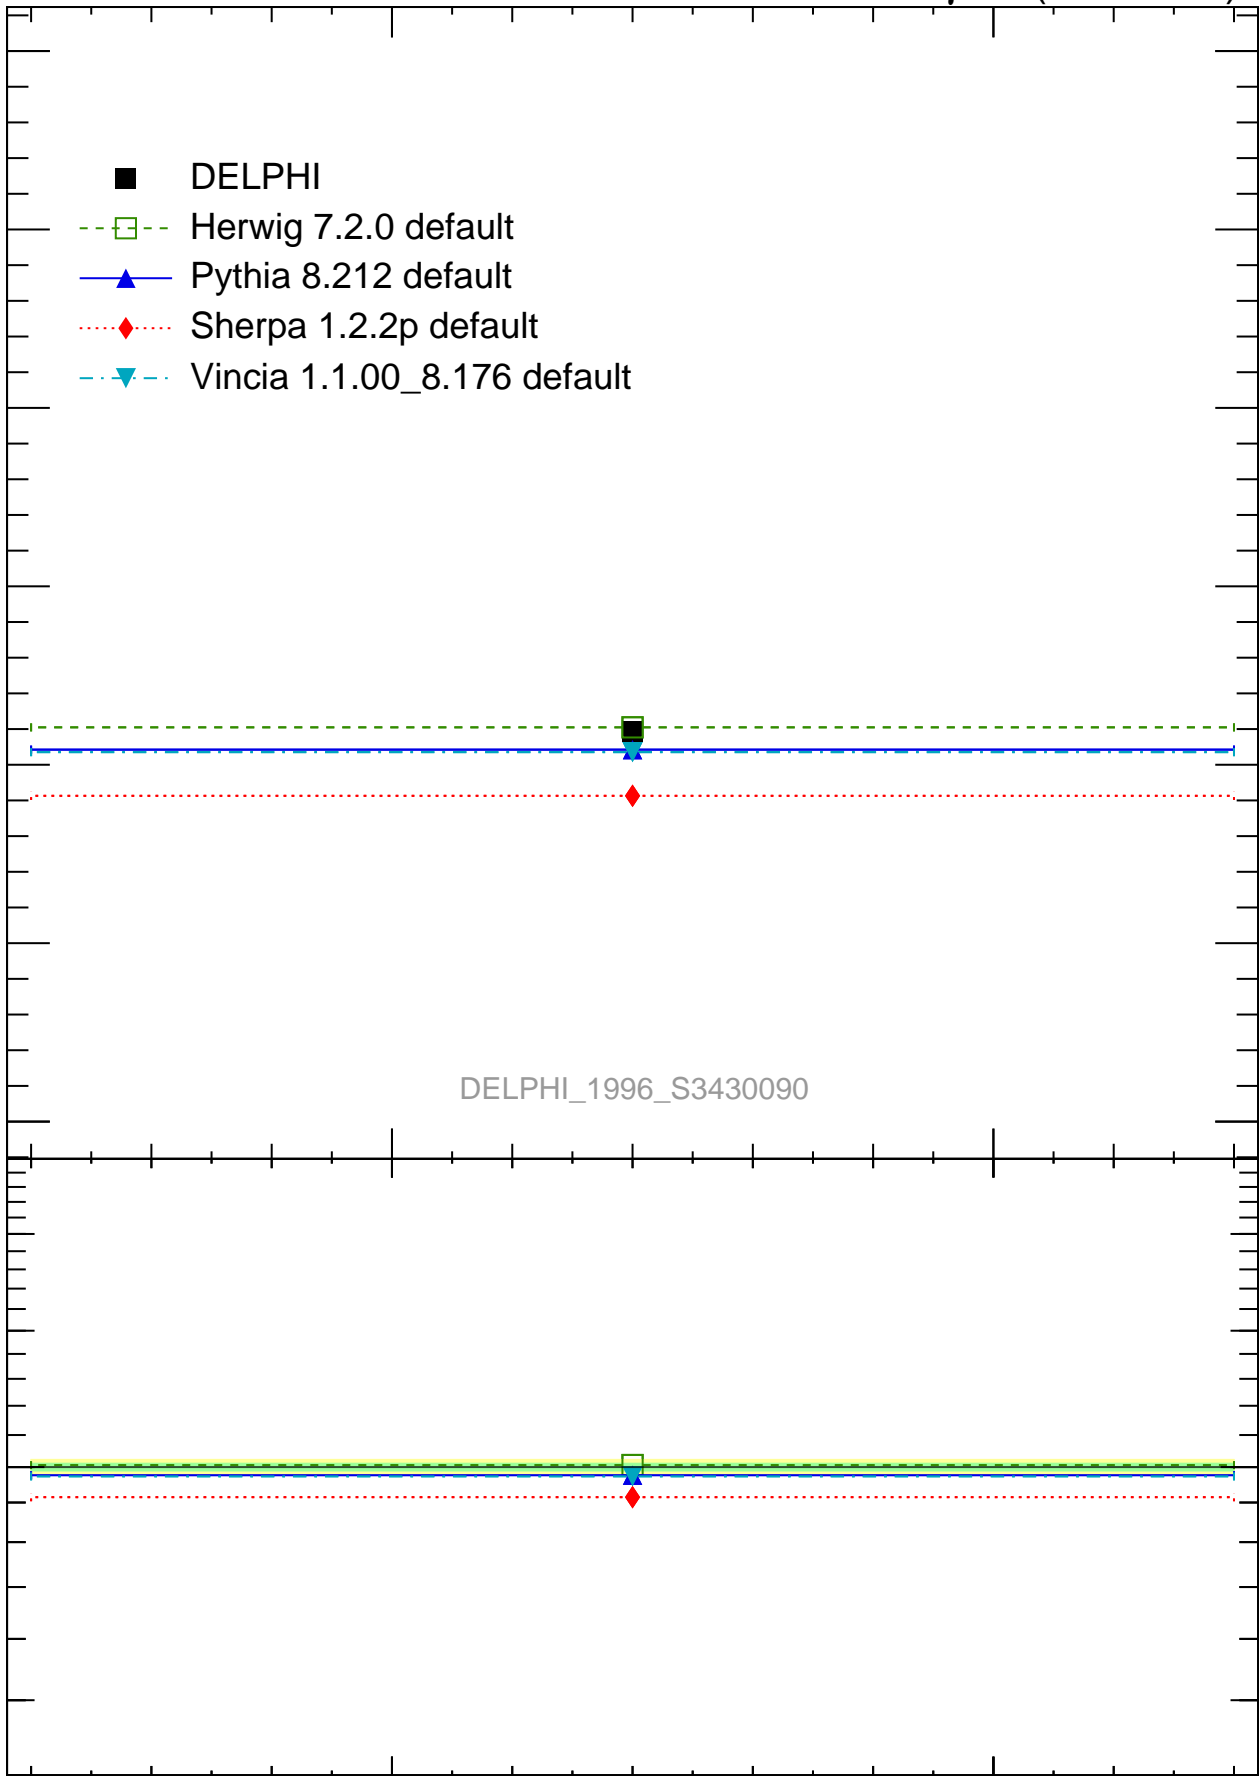 DELPHI
Herwig 7.2.0 default
Pythia 8.212 default
Sherpa 1.2.2p default
Vincia 1.1.00_8.176 default
DELPHI_1996_S3430090